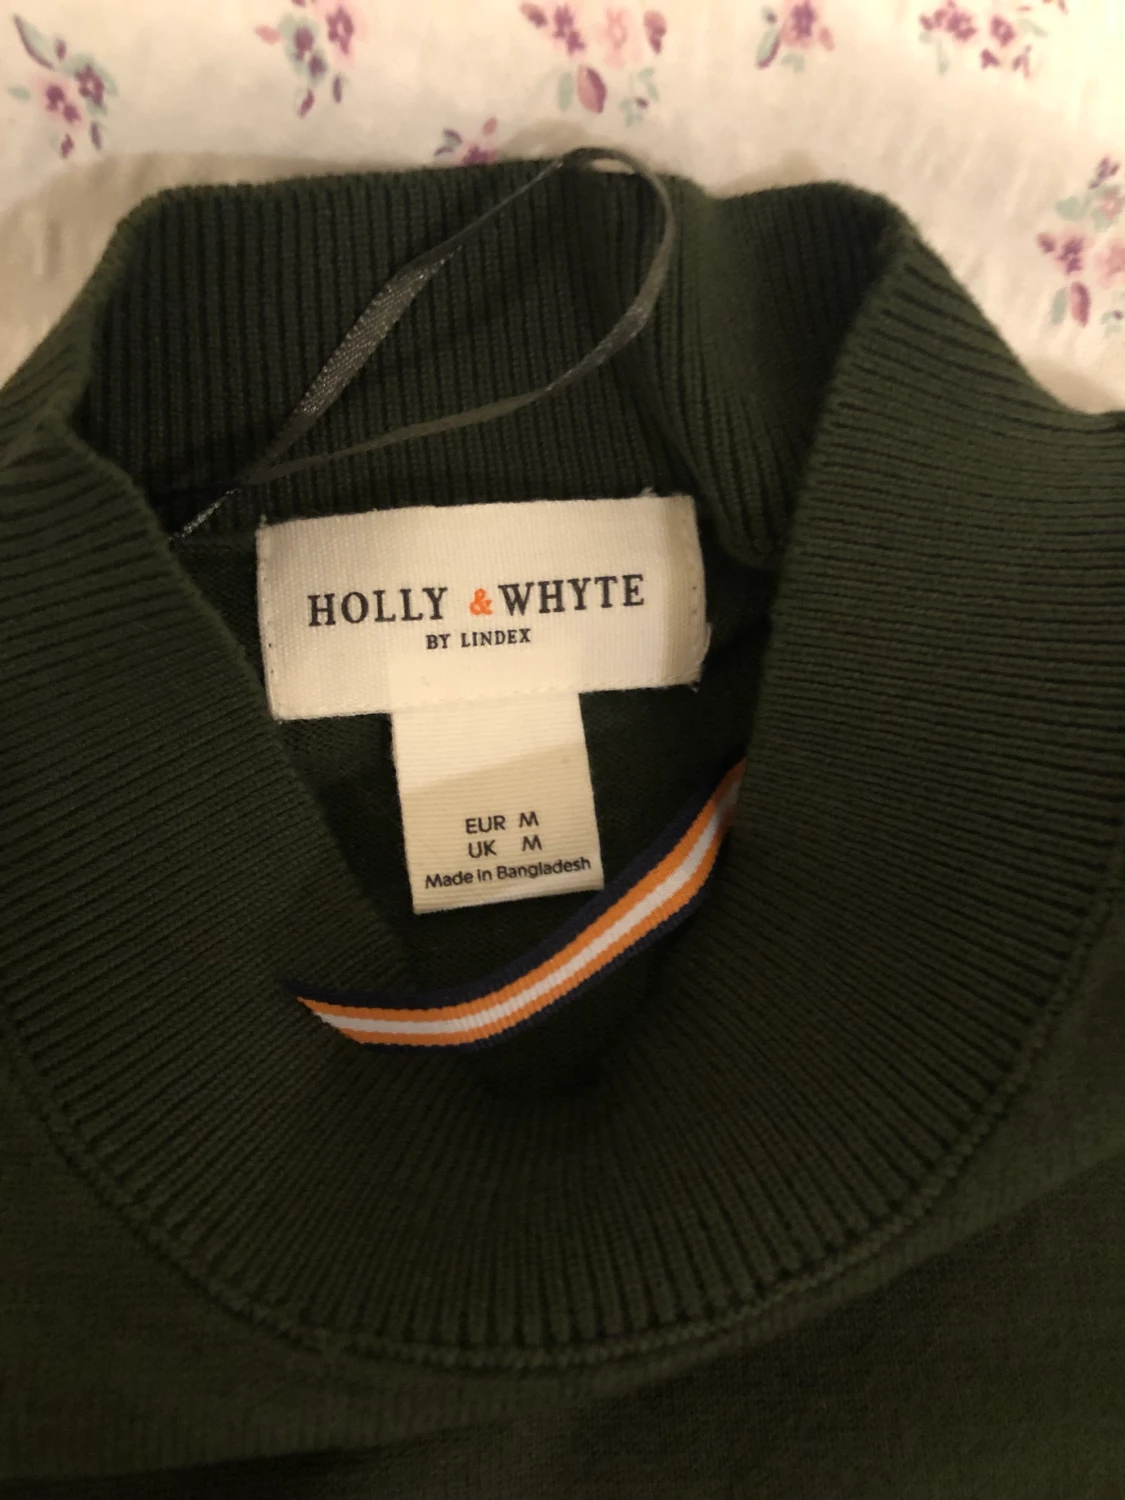 HOLLY & WHYTE
BY LINDEX
EUR M
UK M
Made in Bangladesh